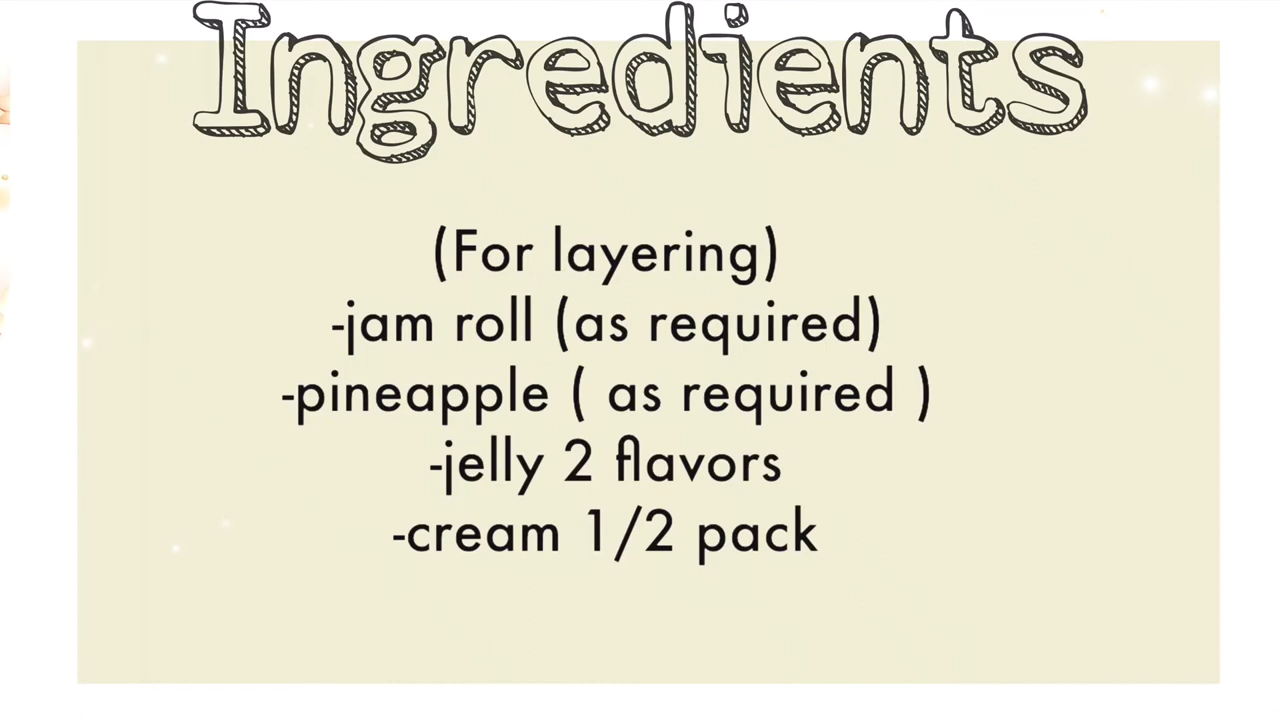 Ingredients
(For layering)
-jam roll (as required)
-pineapple ( as required )
-jelly 2 flavors
-cream 1/2 pack